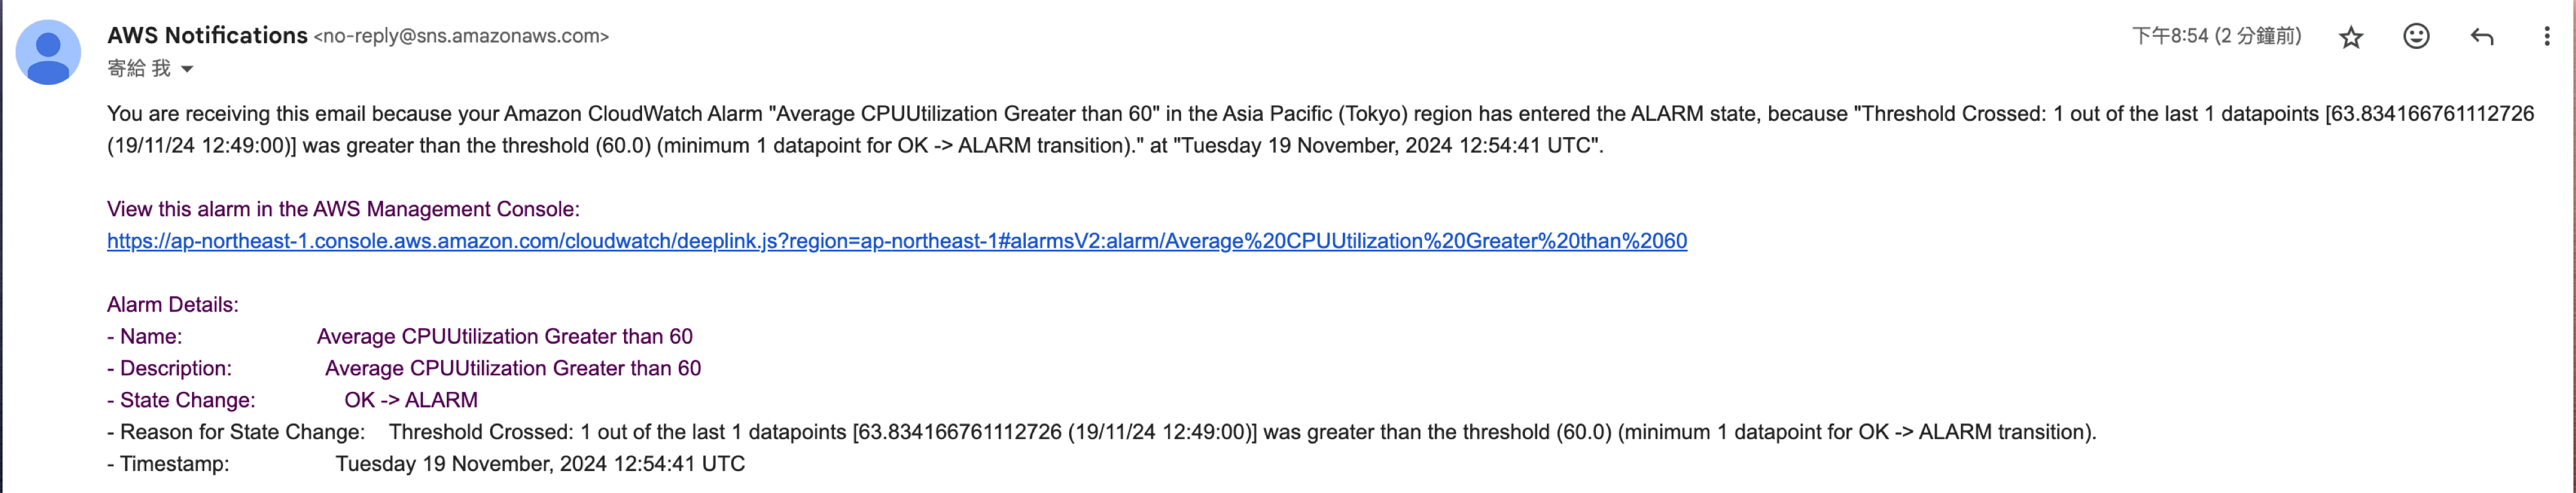 AWS Notifications <no-reply@sns.amazonaws.com> 下午8:54 (2 分鐘前)
寄給 我
You are receiving this email because your Amazon CloudWatch Alarm "Average CPUUtilization Greater than 60" in the Asia Pacific (Tokyo) region has entered the ALARM state, because "Threshold Crossed: 1 out of the last 1 datapoints [63.834166761112726
(19/11/24 12:49:00)] was greater than the threshold (60.0) (minimum 1 datapoint for OK -> ALARM transition)." at "Tuesday 19 November, 2024 12:54:41 UTC".
View this alarm in the AWS Management Console:
https://ap-northeast-1.console.aws.amazon.com/cloudwatch/deeplink.js?region=ap-northeast-1#alarmsV2:alarm/Average%20CPUUtilization%20Greater%20than%2060
Alarm Details:
- Name: Average CPUUtilization Greater than 60
- Description: Average CPUUtilization Greater than 60
- State Change: OK -> ALARM
- Reason for State Change: Threshold Crossed: 1 out of the last 1 datapoints [63.834166761112726 (19/11/24 12:49:00)] was greater than the threshold (60.0) (minimum 1 datapoint for OK -> ALARM transition).
- Timestamp: Tuesday 19 November, 2024 12:54:41 UTC